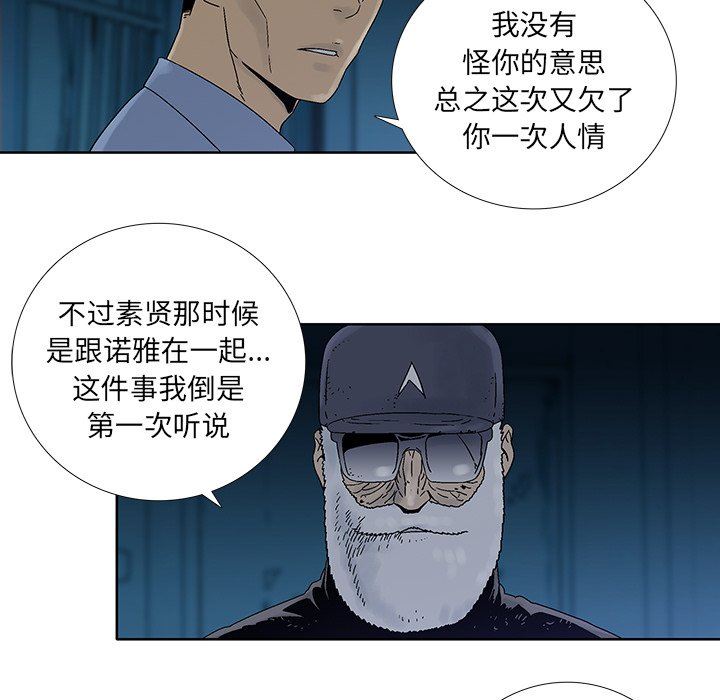 我没有
怪你的意思
总之这次又欠了
你一次人情
不过素贤那时候
是跟诺雅在一起...
这件事我倒是
第一次听说